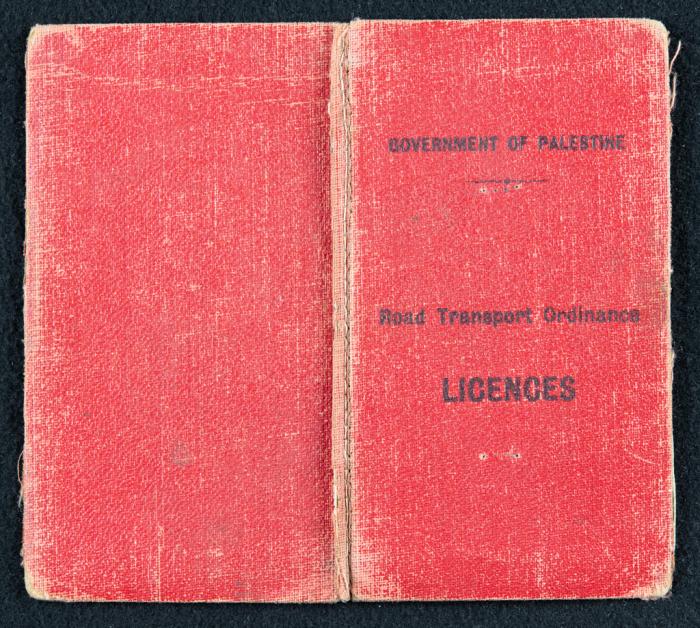 GOVERNMENT OF PALESTINE
Road Transport Ordinance
LICENCES